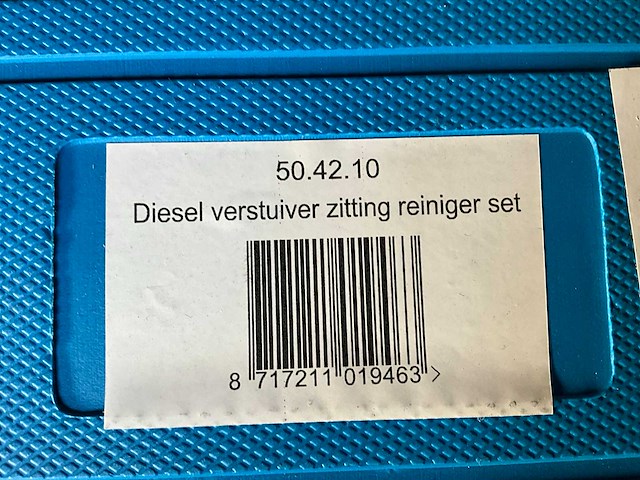 50.42.10
Diesel verstuiver zitting reiniger set
8 717211 019463 >